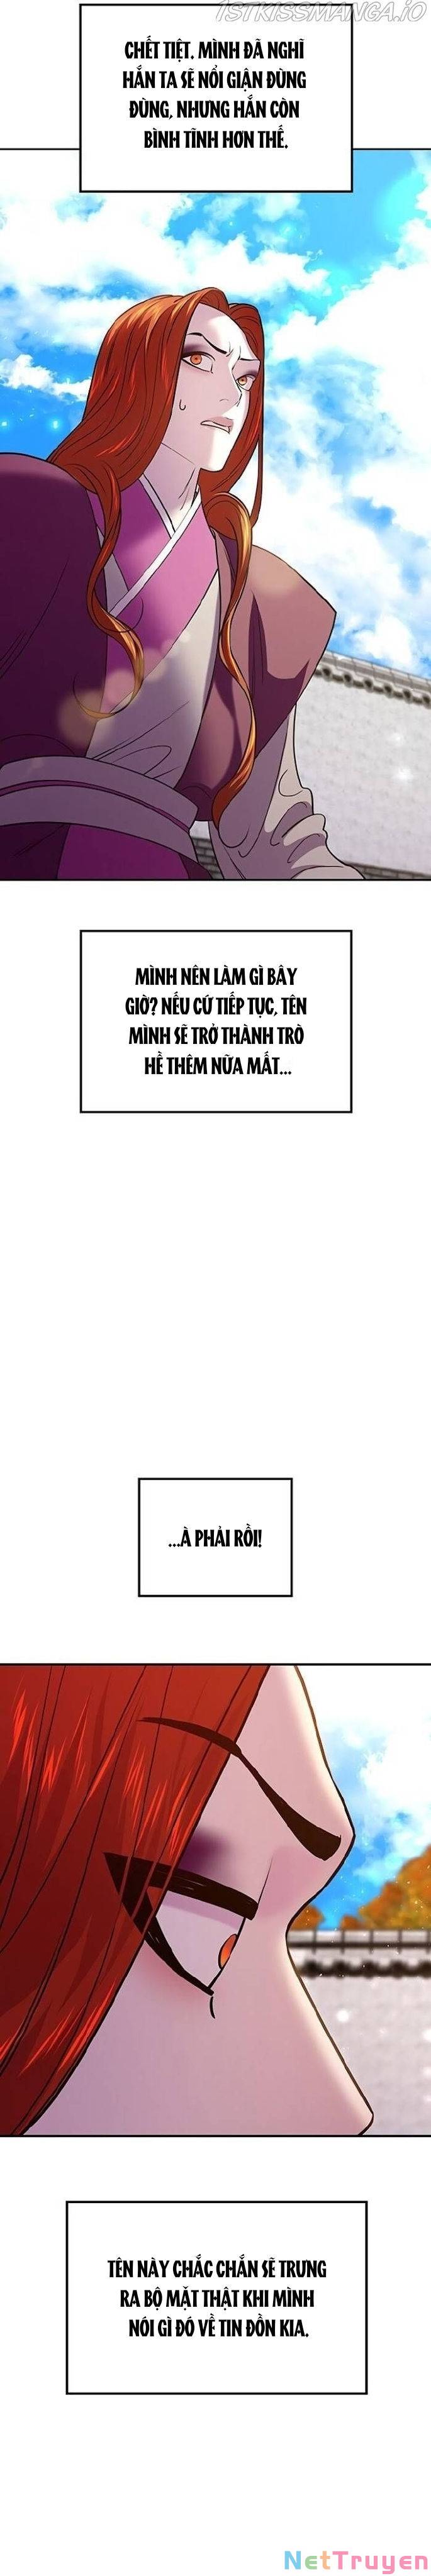 1STKISSMANGA.IO
CHẾT TIỆT. MÌNH ĐÃ NGHĨ
HẮN TA SẼ NỔI GIẬN ĐÙNG
ĐÙNG, NHƯNG HẮN CÒN
BÌNH TĨNH HƠN THẾ.
MÌNH NÊN LÀM GÌ BÂY
GIỜ? NẾU CỨ TIẾP TỤC, TÊN
MÌNH SẼ TRỞ THÀNH TRÒ
HỀ THÊM NỮA MẤT...
...À PHẢI RỒI!
TÊN NÀY CHẮC CHẮN SẼ TRƯNG
RA BỘ MẶT THẬT KHI MÌNH
NÓI GÌ ĐÓ VỀ TIN ĐỒN KIA.
NetTruyen